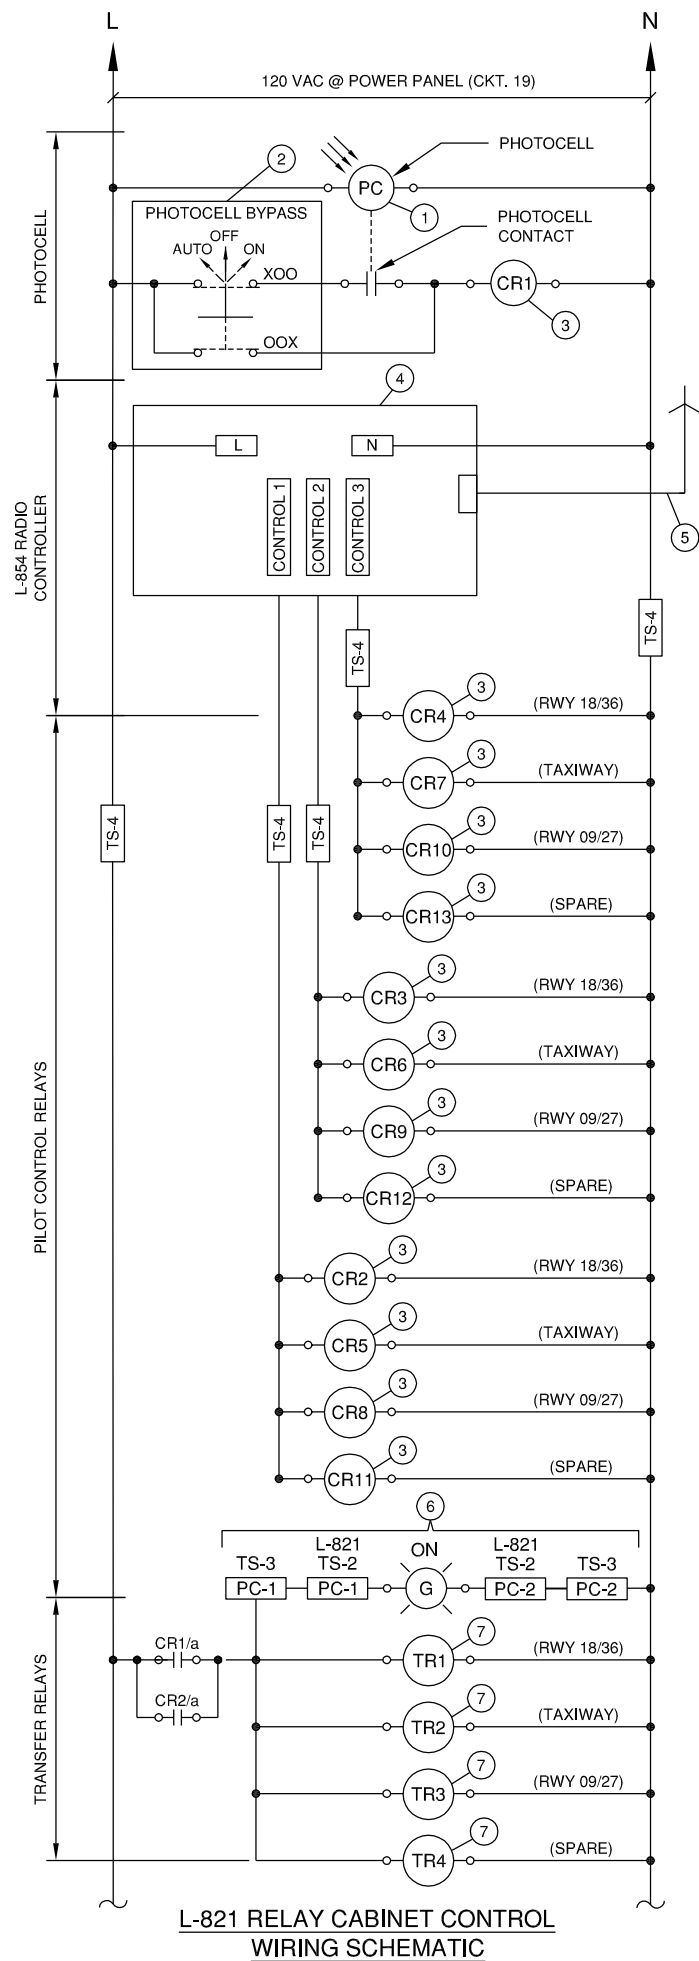 L
N
120 VAC @ POWER PANEL (CKT. 19)
PHOTOCELL
2
PHOTOCELL
PC
1
PHOTOCELL BYPASS
OFF
AUTO
ON
XOO
OOX
PHOTOCELL
CONTACT
CR1
3
L-854 RADIO
CONTROLLER
4
L
N
CONTROL 1
CONTROL 2
CONTROL 3
5
TS-4
TS-4
PILOT CONTROL RELAYS
TS-4
TS-4
TS-4
CR4
3
(RWY 18/36)
CR7
3
(TAXIWAY)
CR10
3
(RWY 09/27)
CR13
3
(SPARE)
CR3
3
(RWY 18/36)
CR6
3
(TAXIWAY)
CR9
3
(RWY 09/27)
CR12
3
(SPARE)
CR2
3
(RWY 18/36)
CR5
3
(TAXIWAY)
CR8
3
(RWY 09/27)
CR11
3
(SPARE)
6
TS-3
PC-1
L-821
TS-2
PC-1
ON
G
L-821
TS-2
PC-2
TS-3
PC-2
TRANSFER RELAYS
CR1/a
CR2/a
TR1
7
(RWY 18/36)
TR2
7
(TAXIWAY)
TR3
7
(RWY 09/27)
TR4
7
(SPARE)
L-821 RELAY CABINET CONTROL
WIRING SCHEMATIC